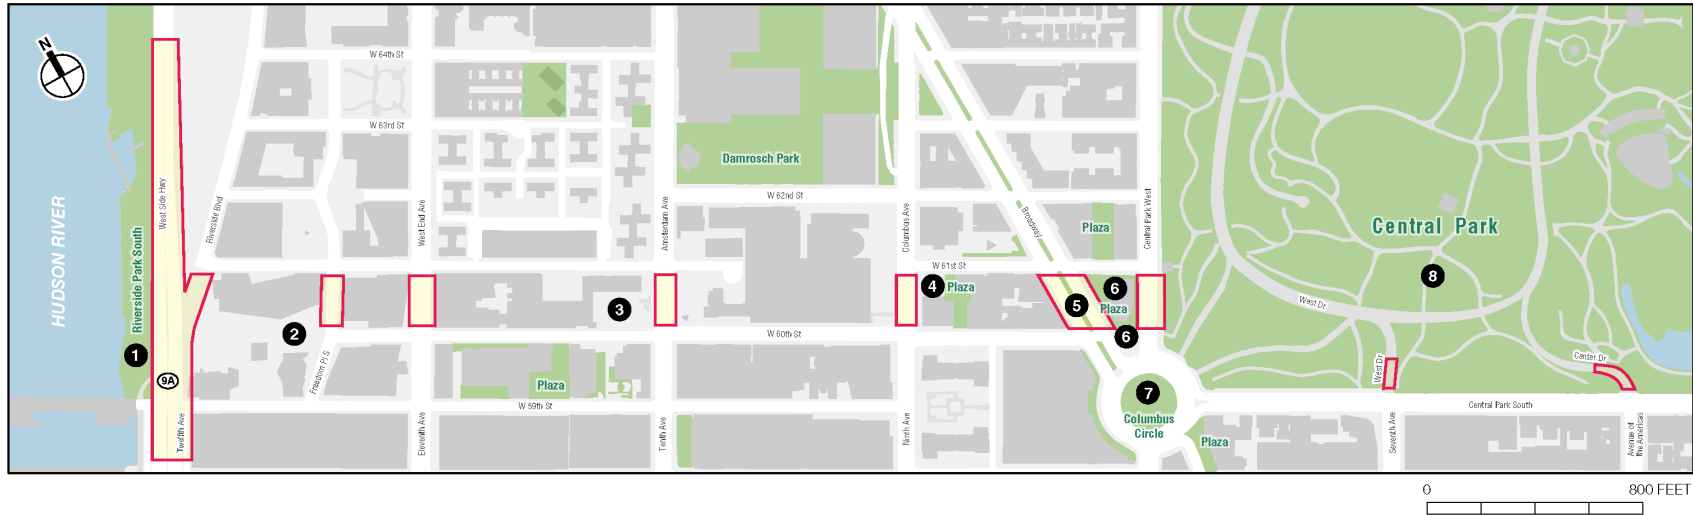 N
HUDSON RIVER
Riverside Park South
West Side Hwy
9A
Twelfth Ave
Riverside Blvd
Freedom Pl S
West End Ave
Eleventh Ave
W 64th St
W 63rd St
W 62nd St
W 61st St
W 60th St
W 59th St
Amsterdam Ave
Tenth Ave
Damrosch Park
Columbus Ave
Ninth Ave
Broadway
Central Park West
Plaza
Plaza
Plaza
Plaza
Plaza
Columbus
Circle
Central Park
West Dr
West Dr
Center Dr
Central Park South
Seventh Ave
Avenue of
the Americas
1
2
3
4
5
6
6
7
8
0
800 FEET